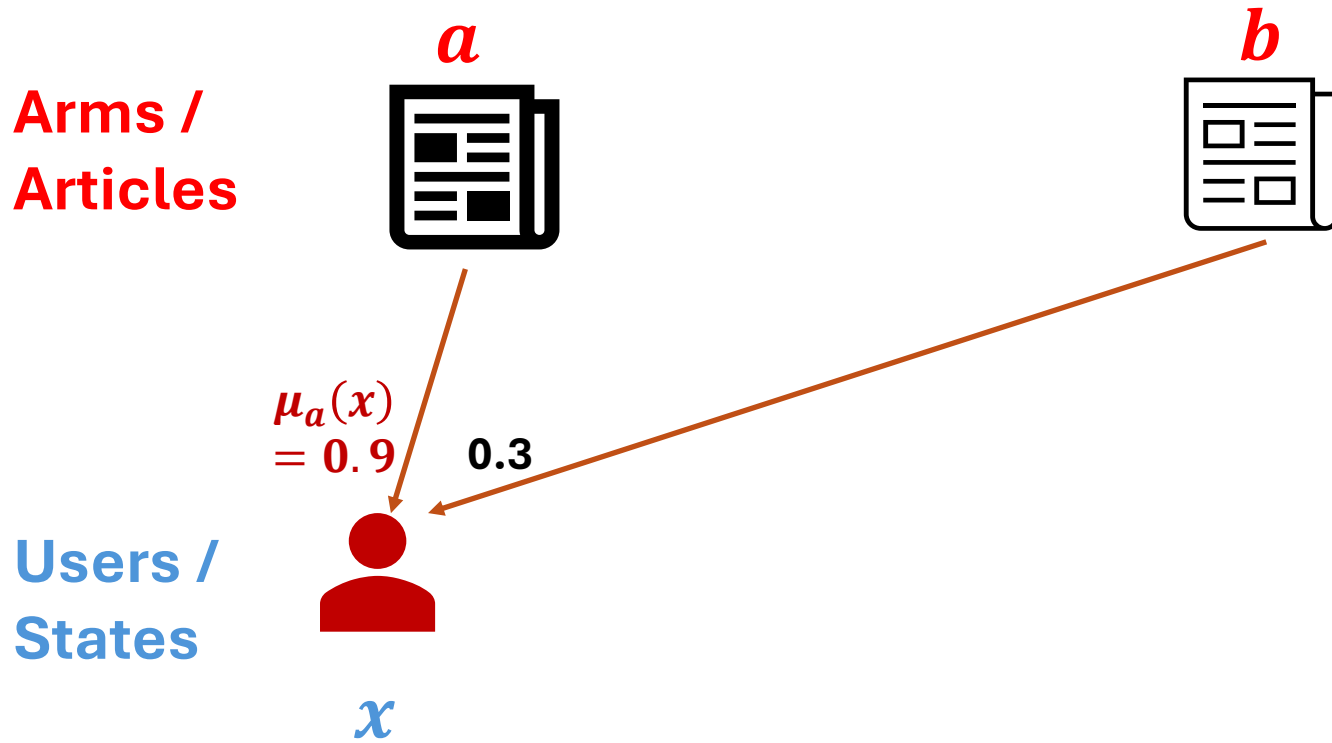 a
b
Arms /
Articles
μₐ(x)
= 0.9
0.3
Users /
States
x